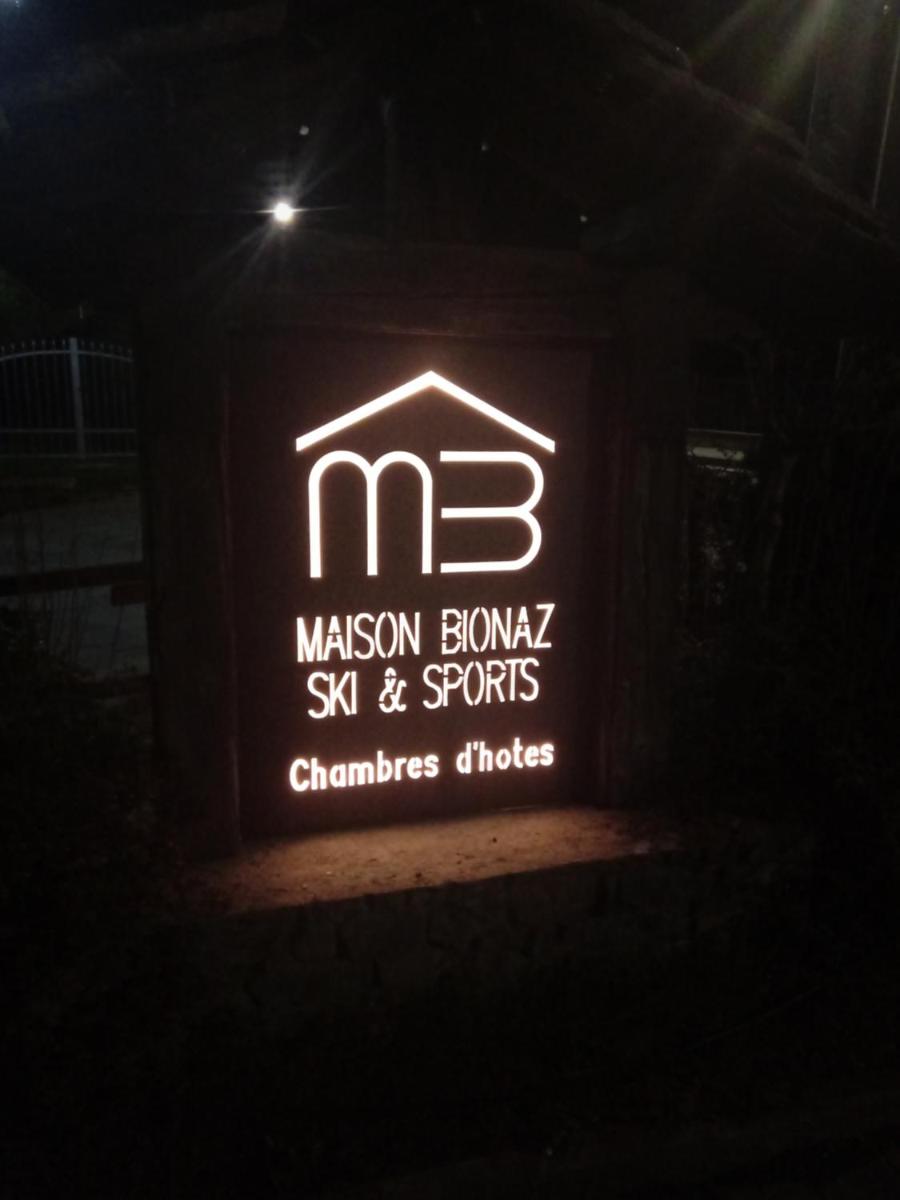 MB
MAISON BIONAZ
SKI & SPORTS
Chambres d'hotes